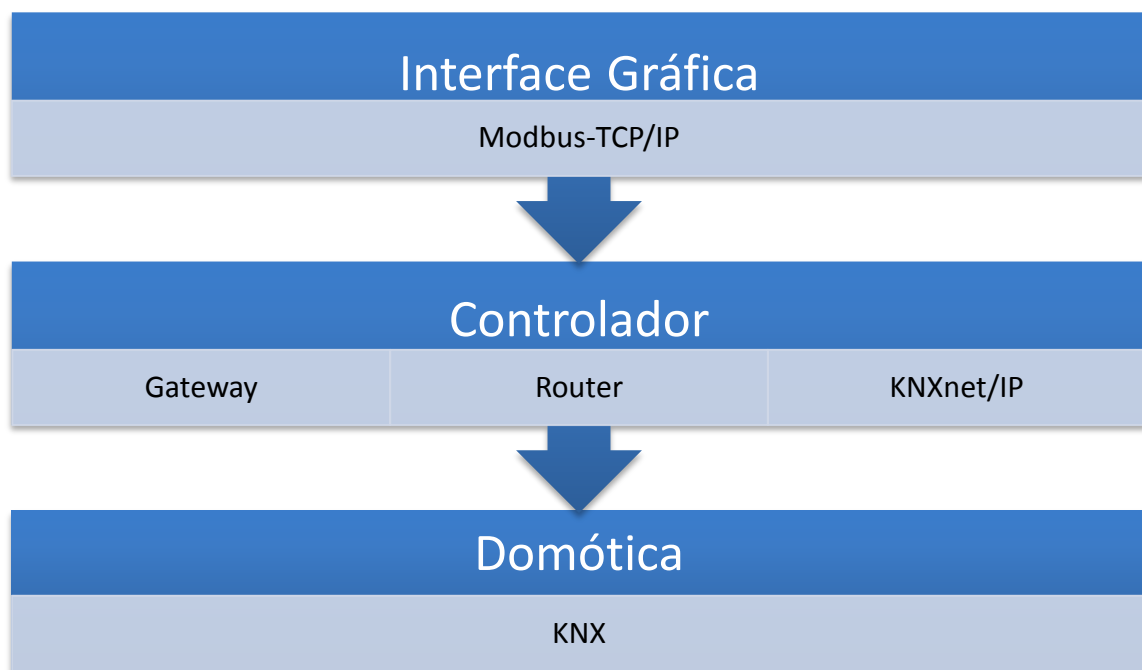 Interface Gráfica
Modbus-TCP/IP
Controlador
Gateway Router KNXnet/IP
Domótica
KNX